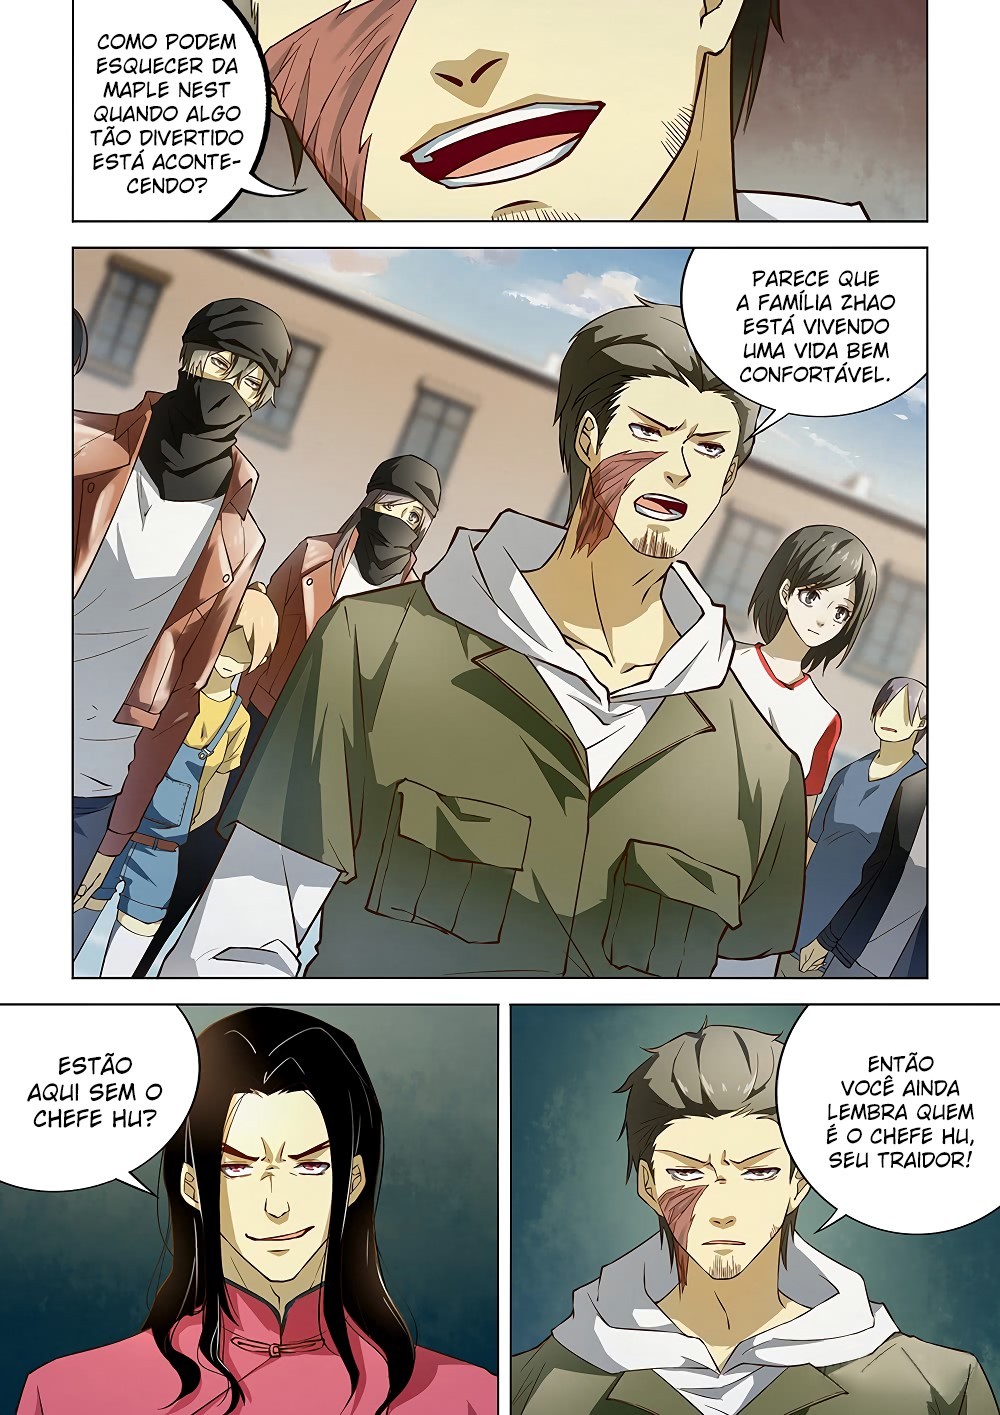 COMO PODEM
ESQUECER DA
MAPLE NEST
QUANDO ALGO
TÃO DIVERTIDO
ESTÁ ACONTE-
CENDO?
PARECE QUE
A FAMÍLIA ZHAO
ESTÁ VIVENDO
UMA VIDA BEM
CONFORTÁVEL.
ESTÃO
AQUI SEM O
CHEFE HU?
ENTÃO
VOCÊ AINDA
LEMBRA QUEM
É O CHEFE HU,
SEU TRAIDOR!